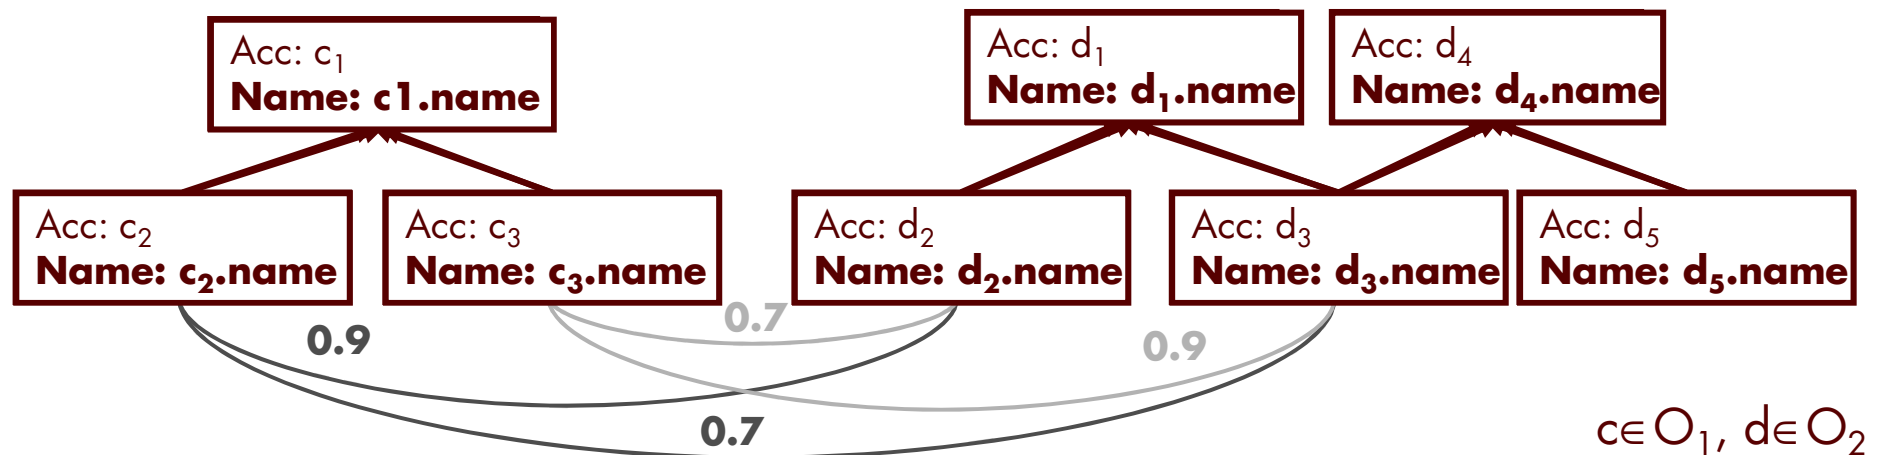 Acc: c₁
Name: c1.name
Acc: d₁
Name: d₁.name
Acc: d₄
Name: d₄.name
Acc: c₂
Name: c₂.name
Acc: c₃
Name: c₃.name
Acc: d₂
Name: d₂.name
Acc: d₃
Name: d₃.name
Acc: d₅
Name: d₅.name
0.9
0.7
0.9
0.7
c∈O₁, d∈O₂